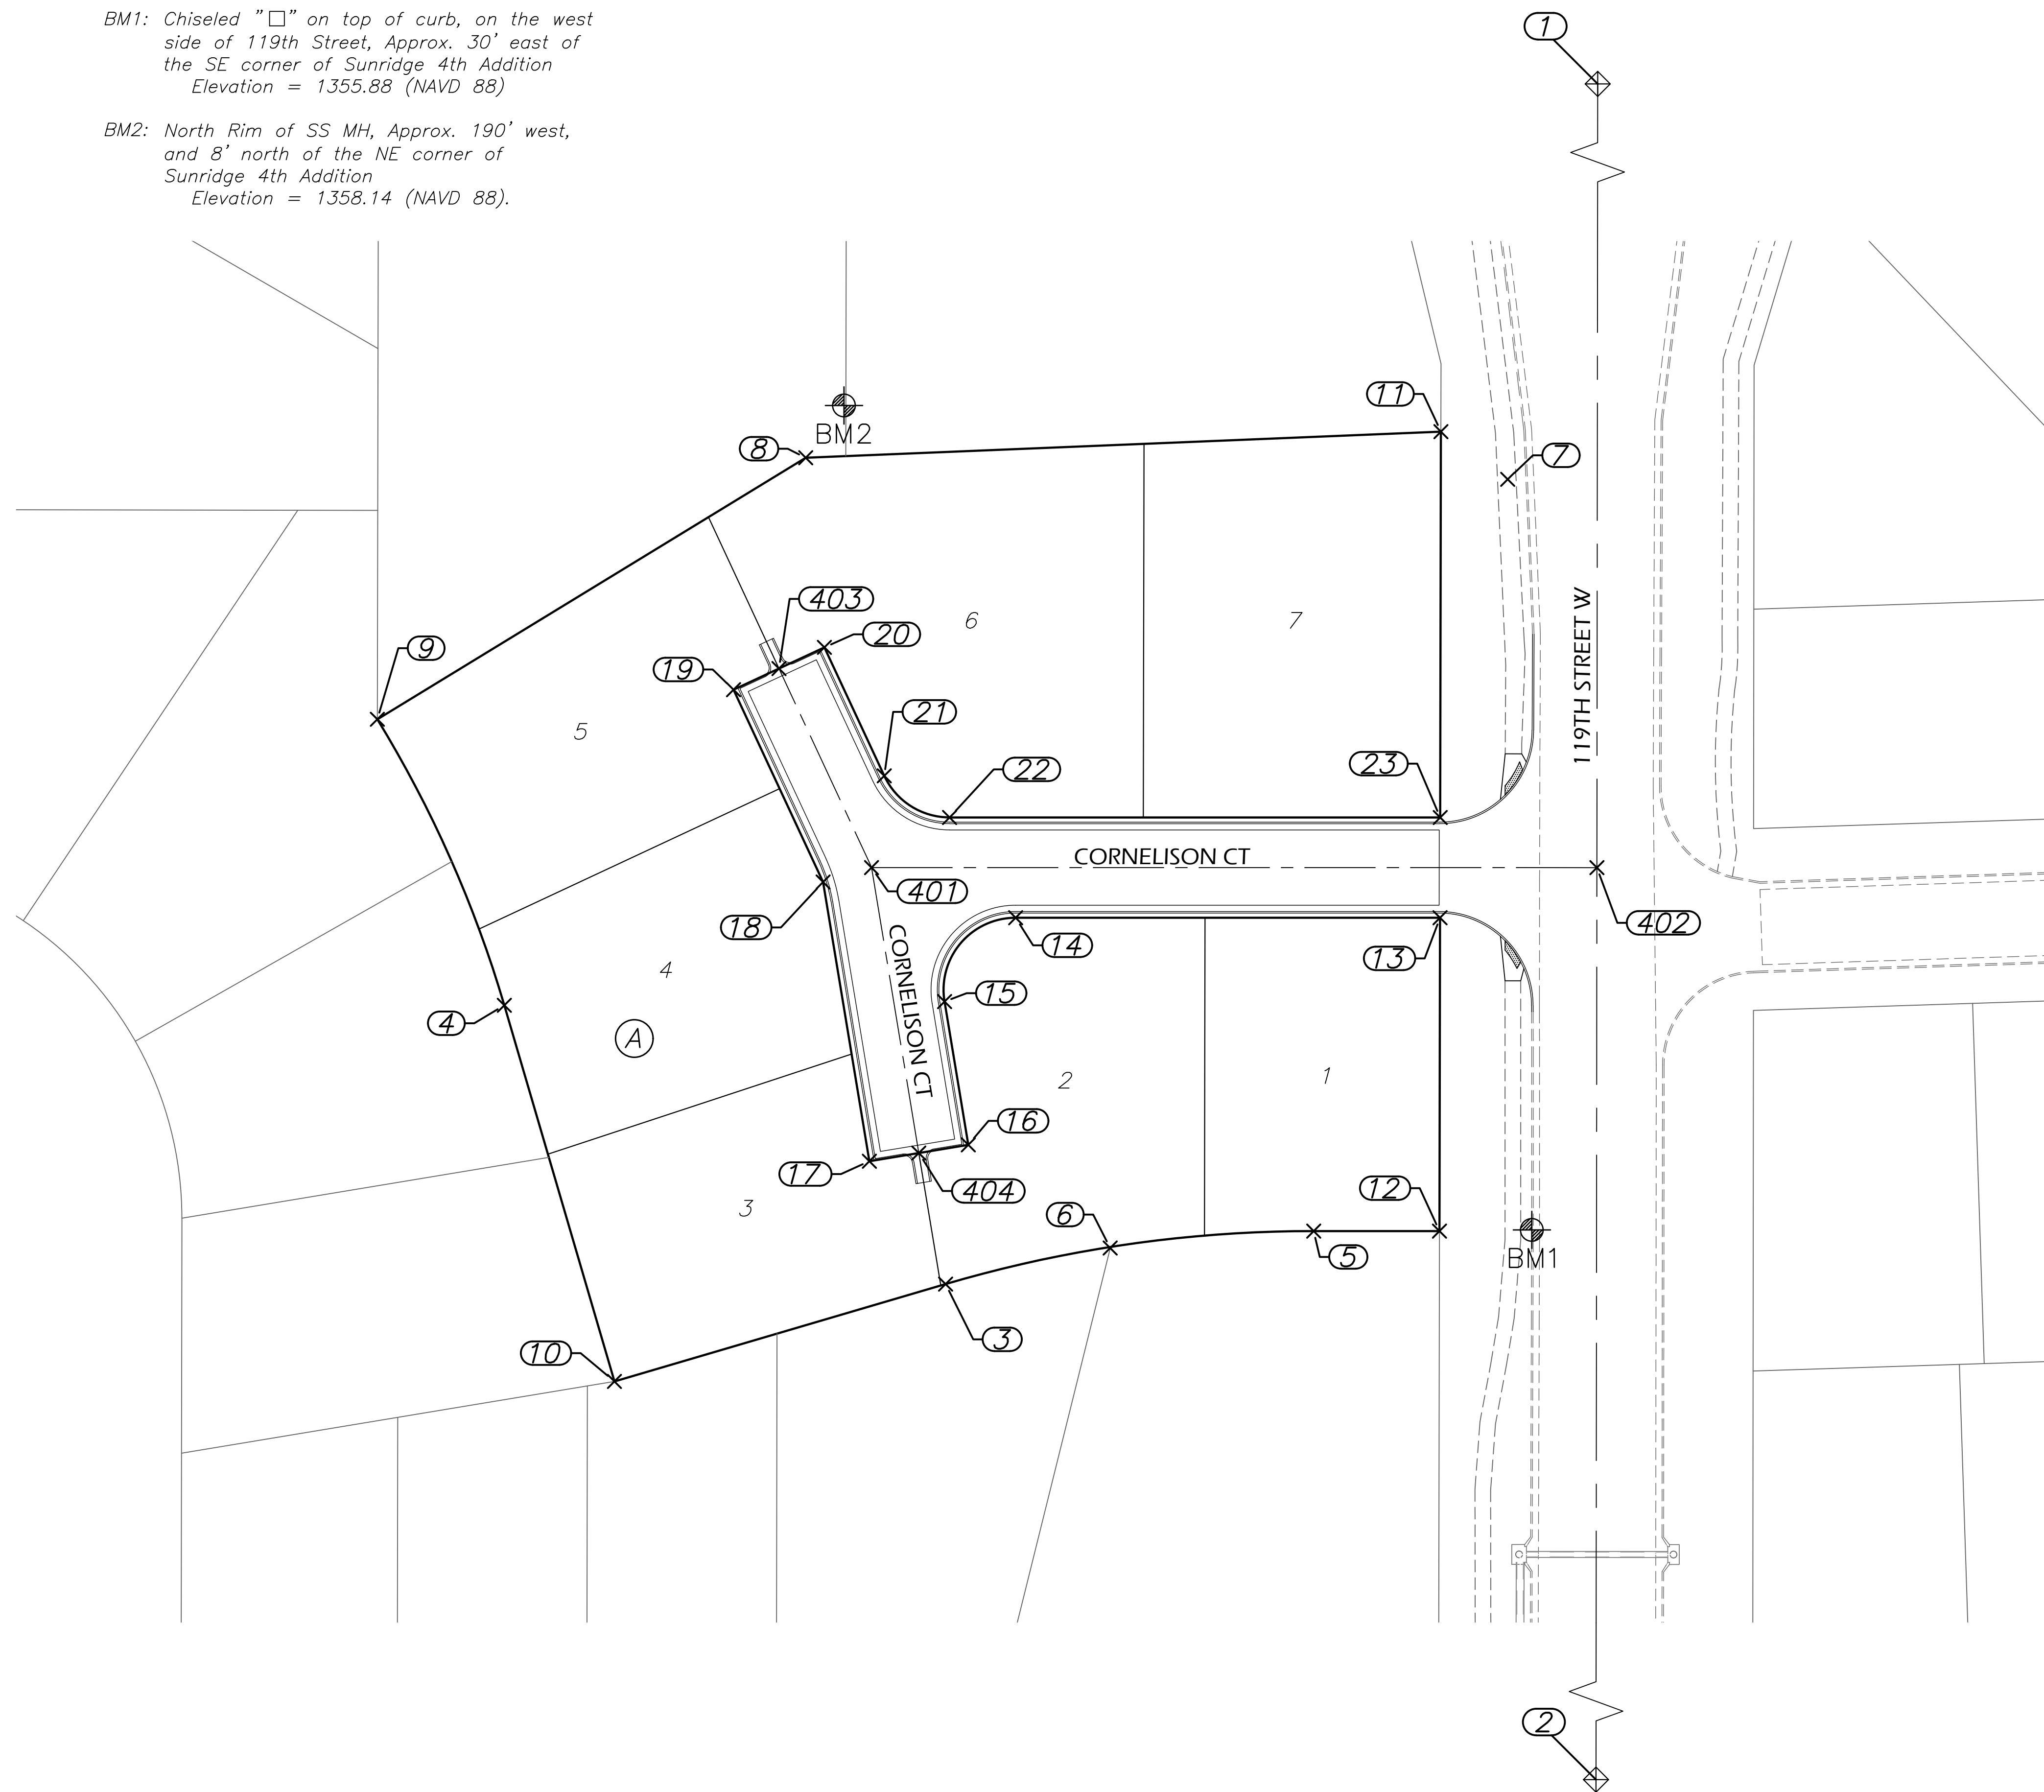 BM1: Chiseled "□" on top of curb, on the west
side of 119th Street, Approx. 30' east of
the SE corner of Sunridge 4th Addition
Elevation = 1355.88 (NAVD 88)
BM2: North Rim of SS MH, Approx. 190' west,
and 8' north of the NE corner of
Sunridge 4th Addition
Elevation = 1358.14 (NAVD 88).
1
11
BM2
8
7
403
6
7
20
119TH STREET W
9
19
5
21
23
22
CORNELISON CT
401
18
402
14
13
CORNELISON CT
4
15
4
A
2
1
16
17
404
12
3
6
5
BM1
3
10
2